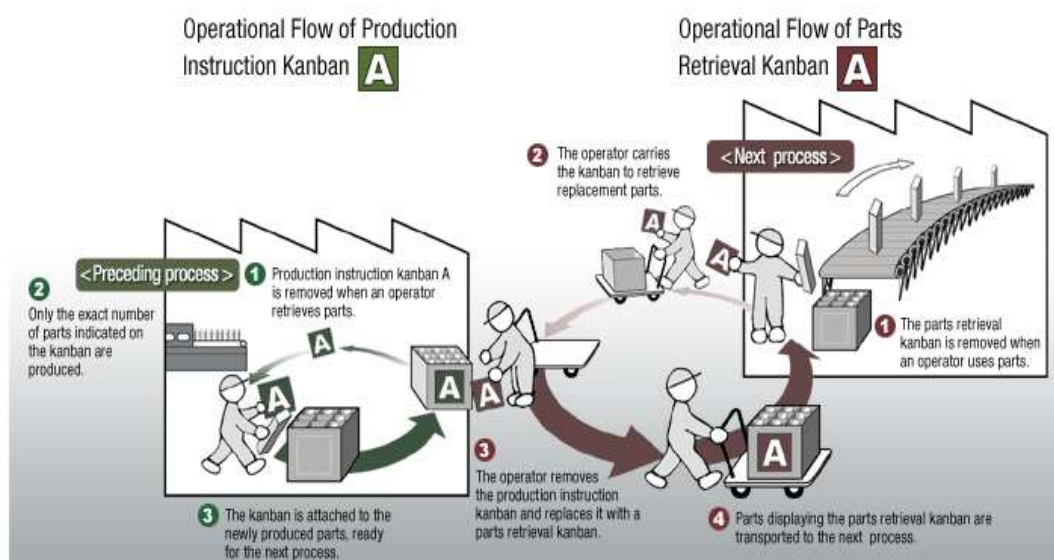 Operational Flow of Production
Instruction Kanban A
Operational Flow of Parts
Retrieval Kanban A
<Preceding process>
1 Production instruction kanban A
is removed when an operator
retrieves parts.
2
Only the exact number
of parts indicated on
the kanban are
produced.
A
A
A
A
3 The kanban is attached to the
newly produced parts, ready
for the next process.
<Next process>
1 The parts retrieval
kanban is removed when
an operator uses parts.
2 The operator carries
the kanban to retrieve
replacement parts.
A
A
3
The operator removes
the production instruction
kanban and replaces it with a
parts retrieval kanban.
A
4 Parts displaying the parts retrieval kanban are
transported to the next process.